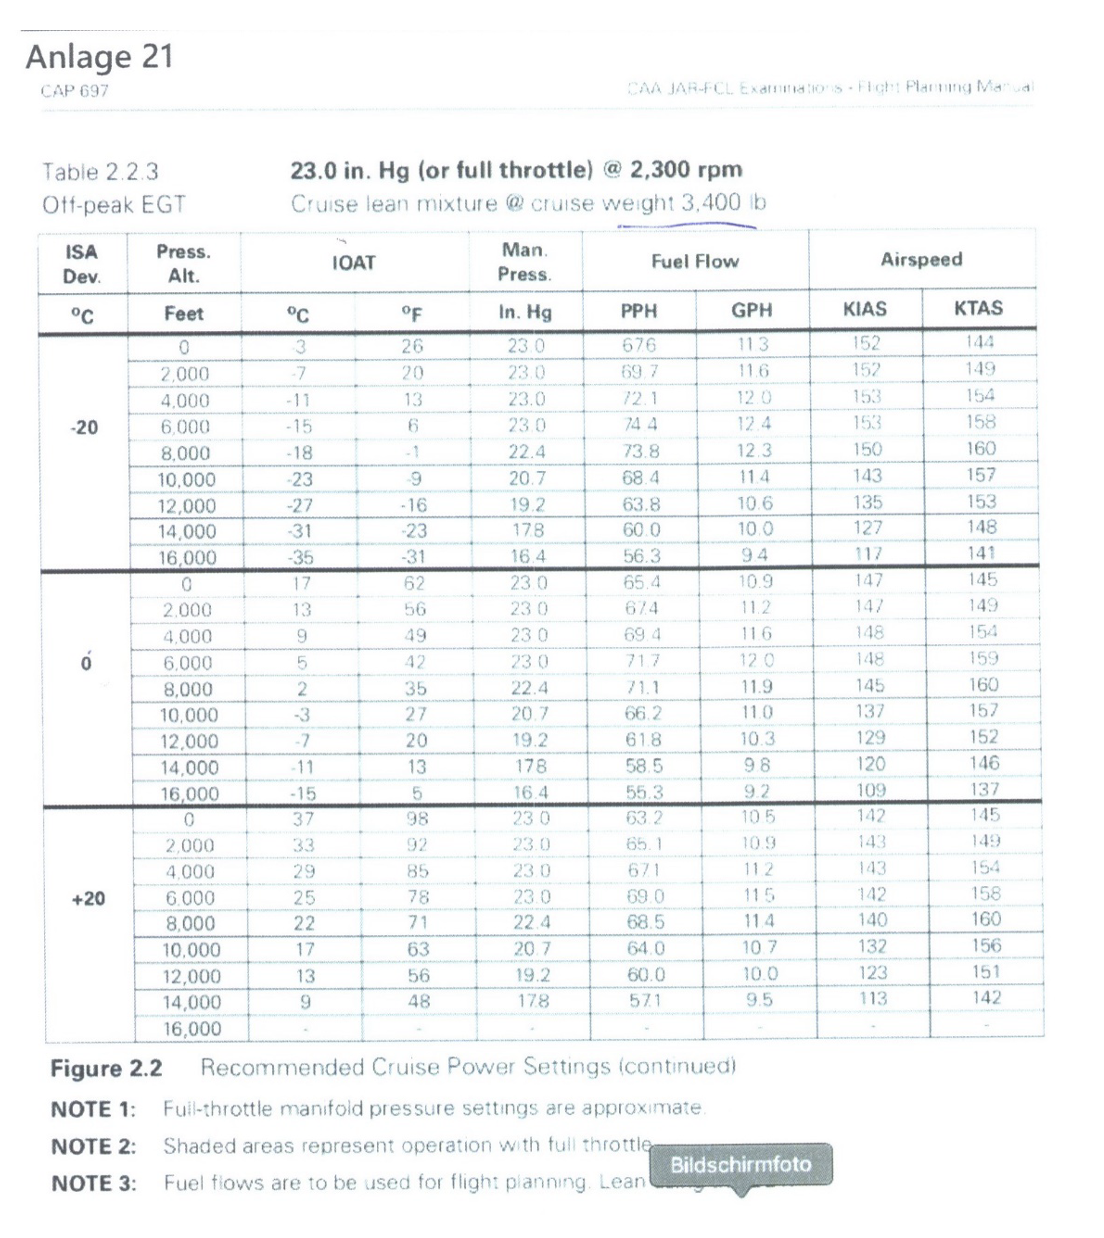 Anlage 21
CAP 697
CAA JAR-FCL Examinations - Flight Planning Manual
Table 2.2.3 23.0 in. Hg (or full throttle) @ 2,300 rpm
Off-peak EGT Cruise lean mixture @ cruise weight 3,400 lb
ISA Dev. Press. Alt. IOAT Man. Press. Fuel Flow Airspeed
ºC Feet ºC ºF In. Hg PPH GPH KIAS KTAS
0 -3 26 23 0 676 11 3 152 144
2,000 -7 20 23 0 69 7 11 6 152 149
4,000 -11 13 23.0 72 1 12 0 153 154
-20 6,000 -15 6 23 0 74 4 12 4 153 158
8,000 -18 -1 22.4 73.8 12 3 150 160
10,000 -23 -9 20.7 68 4 11 4 143 157
12,000 -27 -16 19.2 63.8 10 6 135 153
14,000 -31 -23 178 60.0 10.0 127 148
16,000 -35 -31 16.4 56.3 9 4 117 141
0 17 62 23 0 65 4 10 9 147 145
2,000 13 56 23 0 674 11 2 147 149
4,000 9 49 23 0 69 4 11 6 148 154
0 6,000 5 42 23 0 71 7 12 0 148 159
8,000 2 35 22.4 71.1 11.9 145 160
10,000 -3 27 20 7 66.2 11.0 137 157
12,000 -7 20 19.2 618 10.3 129 152
14,000 -11 13 178 58.5 9 8 120 146
16,000 -15 5 16 4 55.3 9.2 109 137
0 37 98 23 0 63.2 10 5 142 145
2,000 33 92 23.0 65.1 10 9 143 149
4,000 29 85 23 0 671 11 2 143 154
+20 6,000 25 78 23.0 69 0 11 5 142 158
8,000 22 71 22.4 68.5 11 4 140 160
10,000 17 63 20 7 64 0 10 7 132 156
12,000 13 56 19.2 60.0 10.0 123 151
14,000 9 48 178 571 9.5 113 142
16,000 - - - - - - -
Figure 2.2 Recommended Cruise Power Settings (continued)
NOTE 1: Full-throttle manifold pressure settings are approximate.
NOTE 2: Shaded areas represent operation with full throttle
Bildschirmfoto
NOTE 3: Fuel flows are to be used for flight planning. Lean